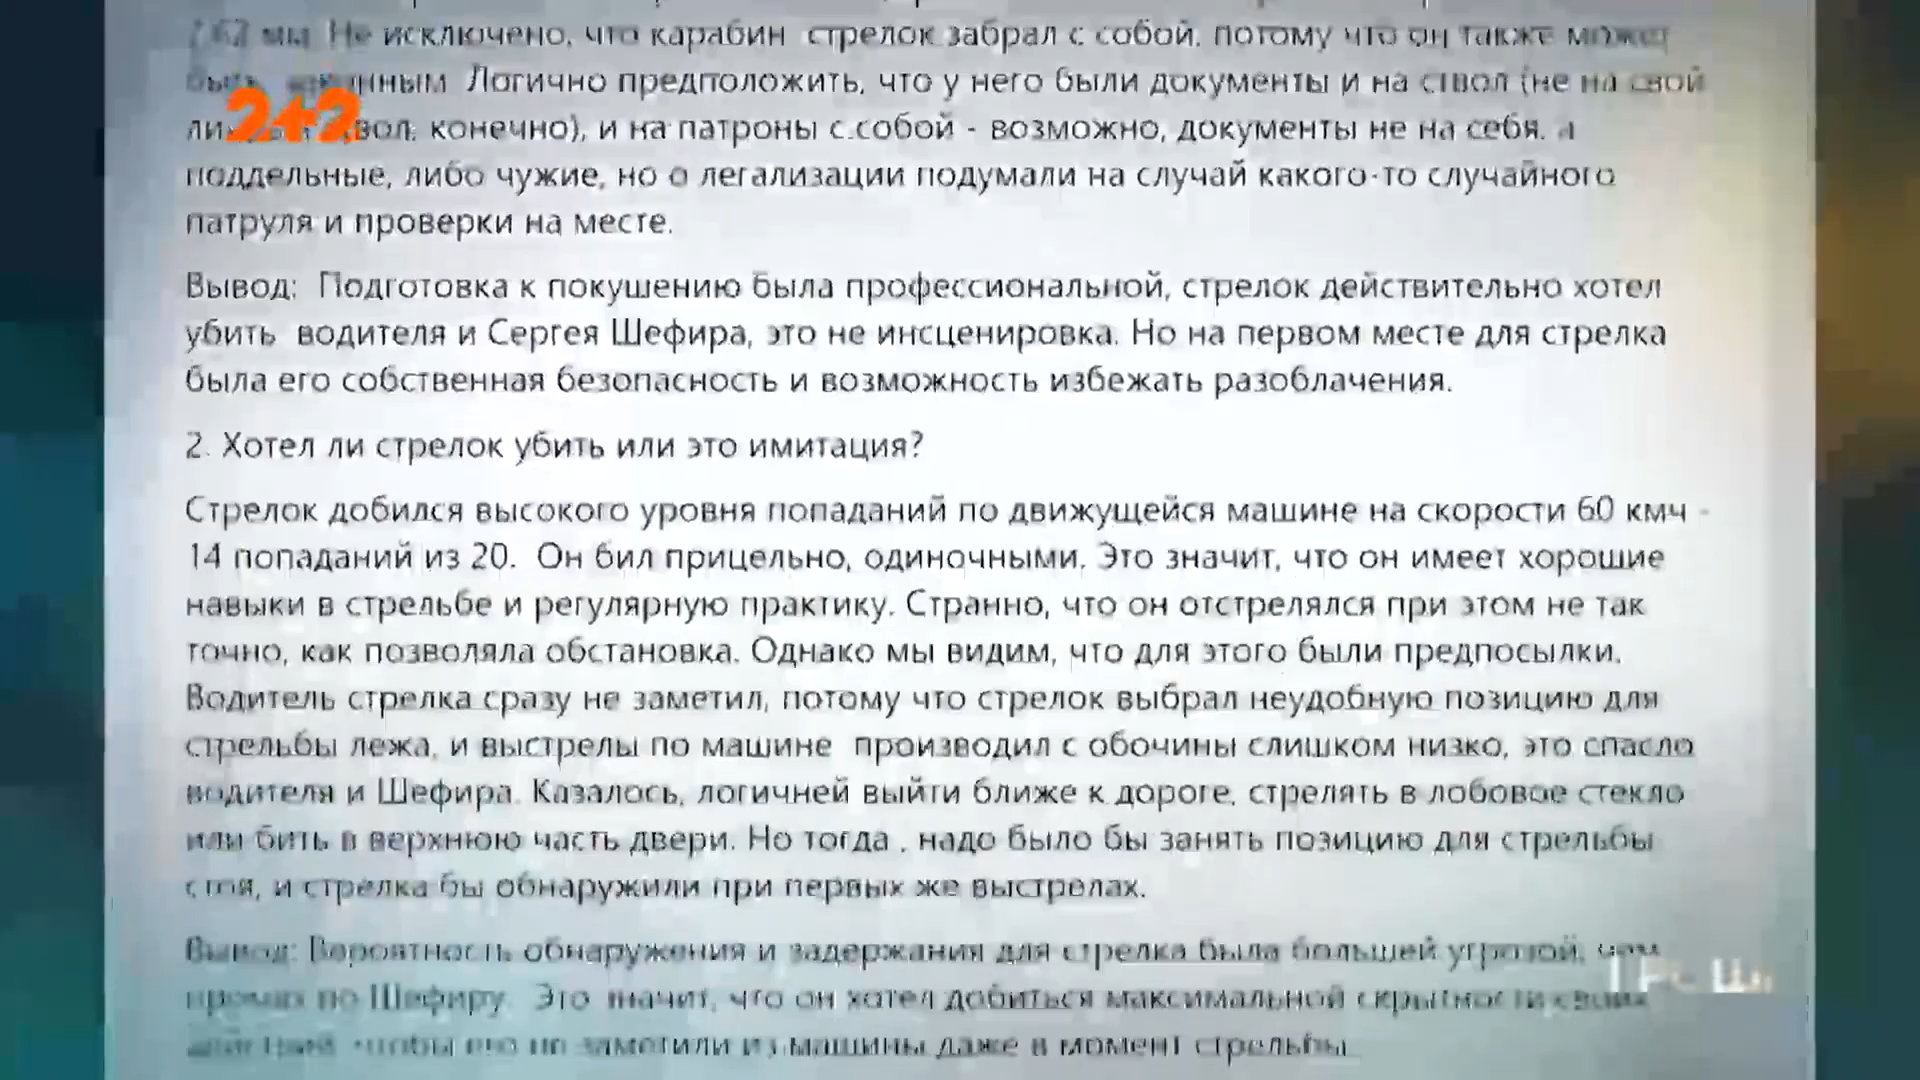 7,62 мм Не исключено, что карабин стрелок забрал с собой, потому что он также может
быть Логично предположить, что у него были документы и на ствол (не на свой
2+2
ствол, конечно), и на патроны с собой - возможно, документы не на себя, а
поддельные, либо чужие, но о легализации подумали на случай какого-то случайного
патруля и проверки на месте.
Вывод: Подготовка к покушению была профессиональной, стрелок действительно хотел
убить водителя и Сергея Шефира, это не инсценировка. Но на первом месте для стрелка
была его собственная безопасность и возможность избежать разоблачения.
2. Хотел ли стрелок убить или это имитация?
Стрелок добился высокого уровня попаданий по движущейся машине на скорости 60 кмч -
14 попаданий из 20. Он бил прицельно, одиночными. Это значит, что он имеет хорошие
навыки в стрельбе и регулярную практику. Странно, что он отстрелялся при этом не так
точно, как позволяла обстановка. Однако мы видим, что для этого были предпосылки.
Водитель стрелка сразу не заметил, потому что стрелок выбрал неудобную позицию для
стрельбы лежа, и выстрелы по машине производил с обочины слишком низко, это спасло
водителя и Шефира. Казалось, логичней выйти ближе к дороге, стрелять в лобовое стекло
или бить в верхнюю часть двери. Но тогда , надо было бы занять позицию для стрельбы
стоя, и стрелка бы обнаружили при первых же выстрелах.
Вывод: Вероятность обнаружения и задержания для стрелка была большей угрозой, чем
промах по Шефиру. Это значит, что он хотел добиться максимальной скрытности своих
действий, чтобы его не заметили из машины даже в момент стрельбы.